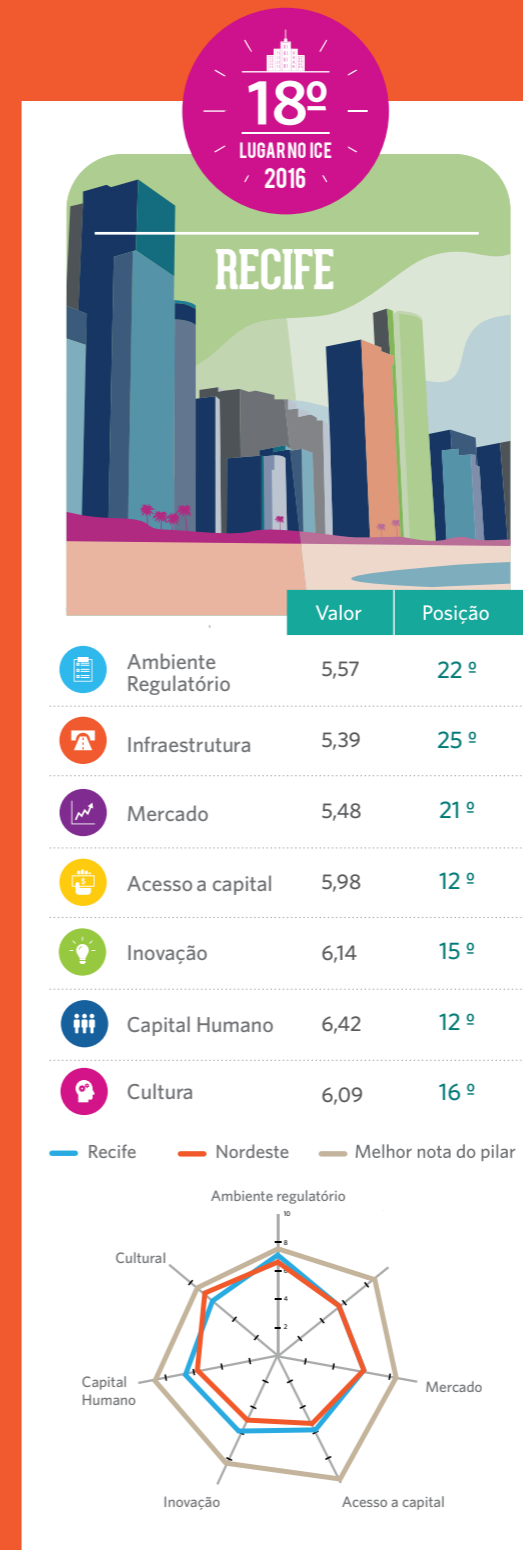 18º
LUGAR NO ICE
2016
RECIFE
Valor Posição
Ambiente
Regulatório 5,57 22 º
Infraestrutura 5,39 25 º
Mercado 5,48 21 º
Acesso a capital 5,98 12 º
Inovação 6,14 15 º
Capital Humano 6,42 12 º
Cultura 6,09 16 º
Recife Nordeste Melhor nota do pilar
Ambiente regulatório
10
8
6
4
2
Cultural
Capital
Humano
Mercado
Inovação
Acesso a capital